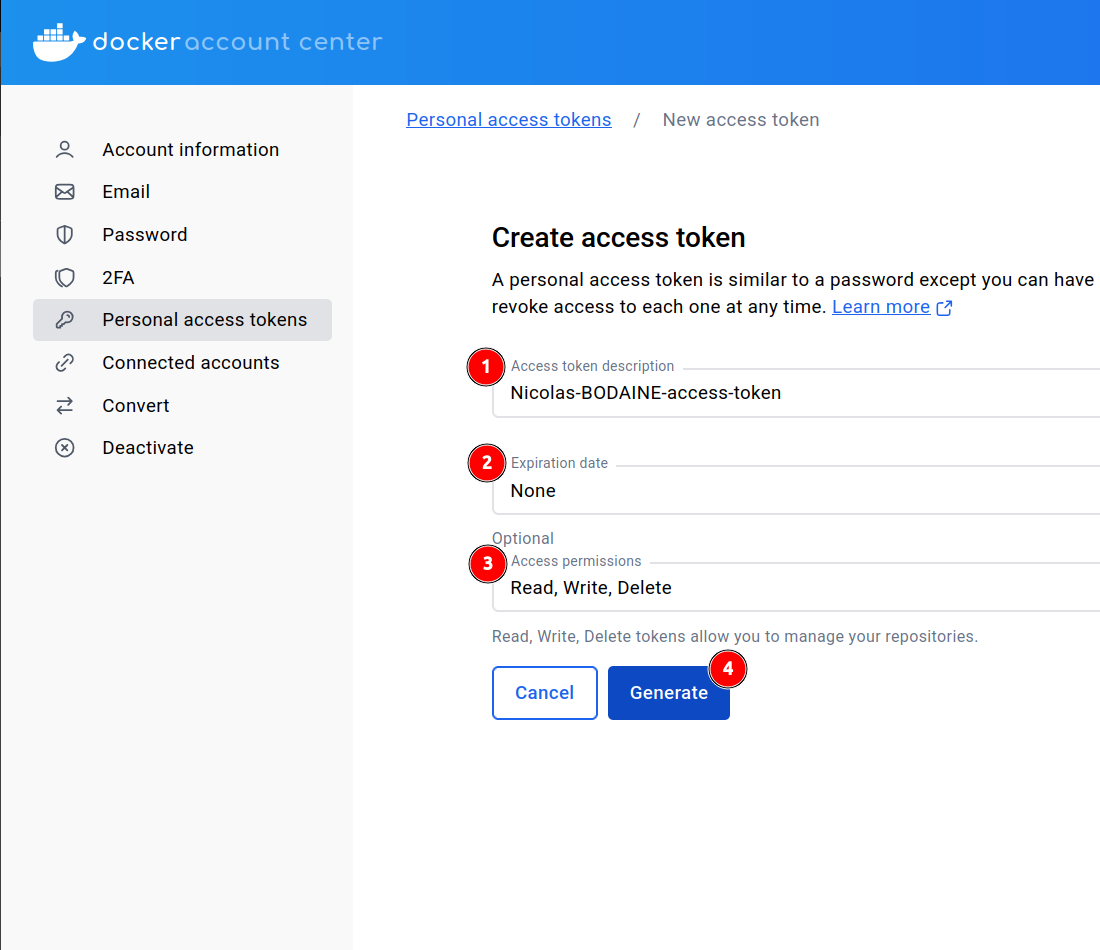 docker account center
Account information
Email
Password
2FA
Personal access tokens
Connected accounts
Convert
Deactivate
Personal access tokens / New access token
Create access token
A personal access token is similar to a password except you can have
revoke access to each one at any time. Learn more
1 Access token description
Nicolas-BODAINE-access-token
2 Expiration date
None
Optional
3 Access permissions
Read, Write, Delete
Read, Write, Delete tokens allow you to manage your repositories.
4
Cancel Generate